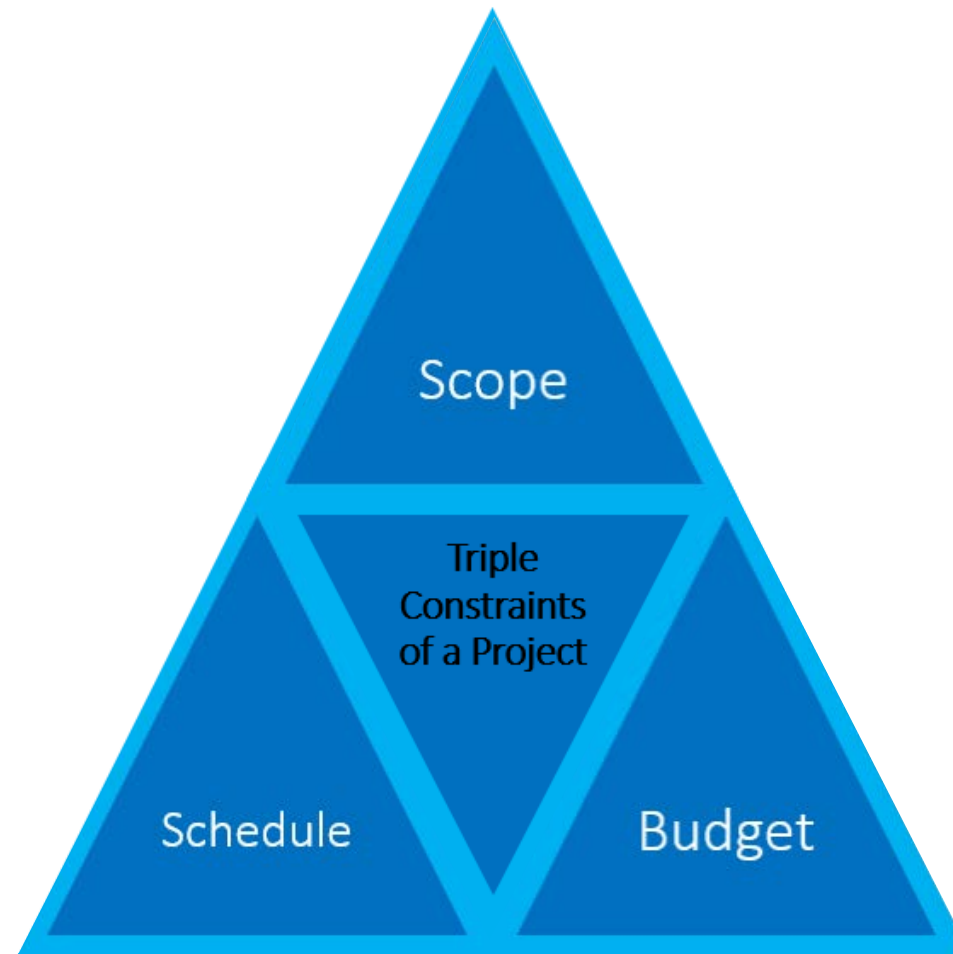 Scope
Triple
Constraints
of a Project
Schedule
Budget